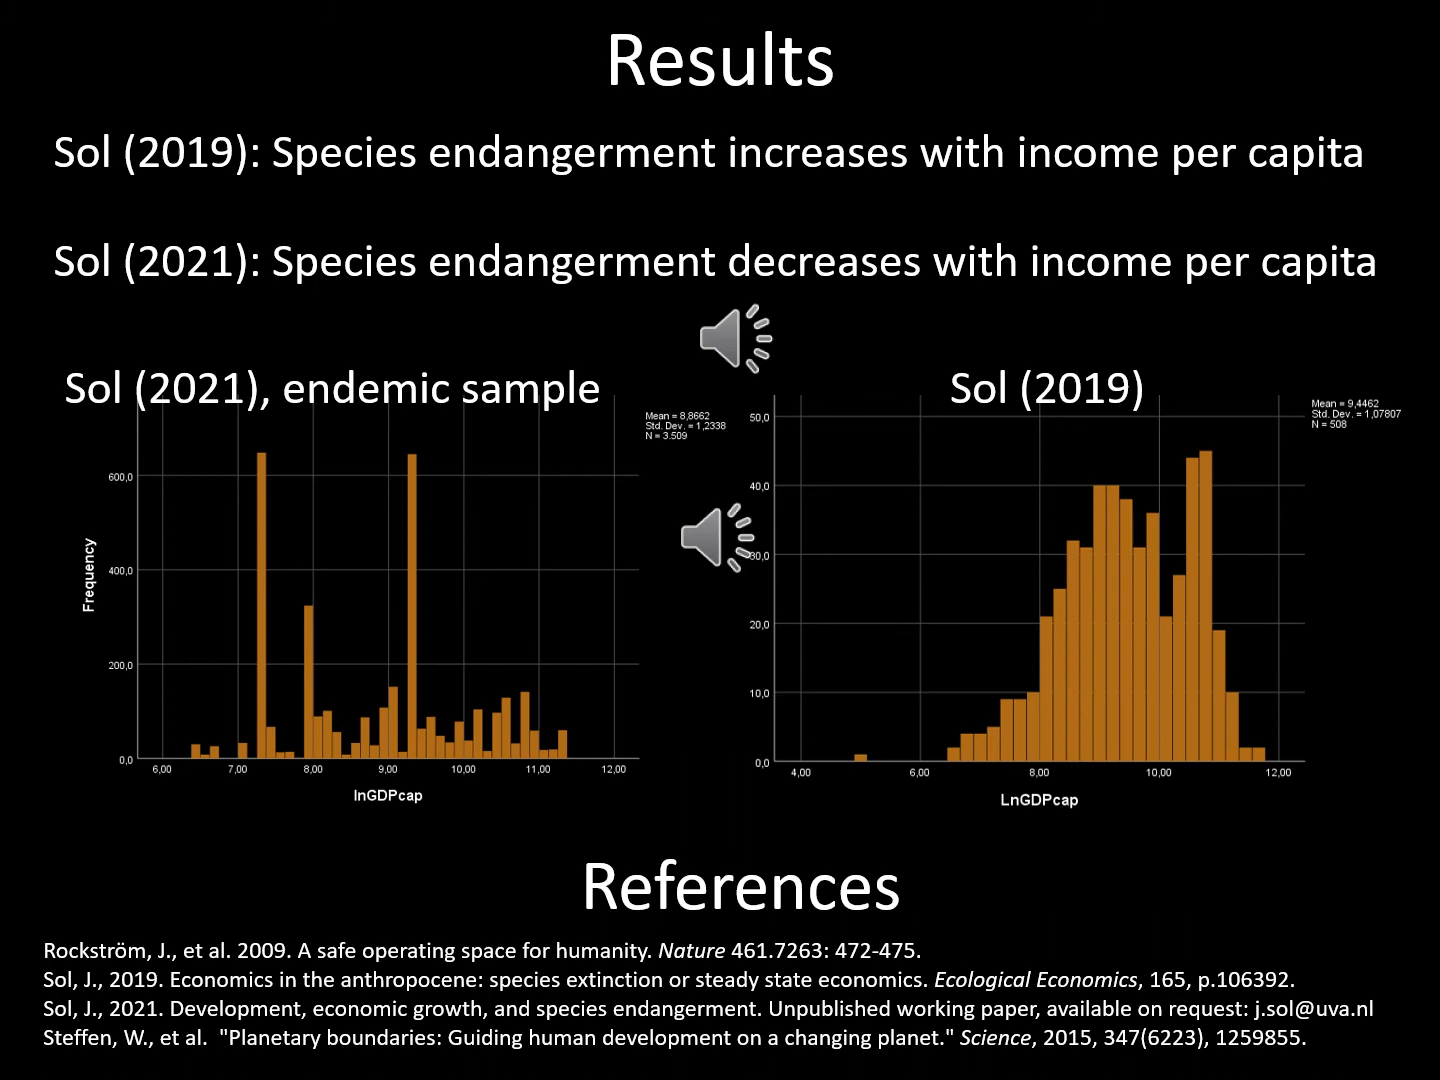 Results
Sol (2019): Species endangerment increases with income per capita
Sol (2021): Species endangerment decreases with income per capita
Sol (2021), endemic sample
Mean = 8,8662
Std. Dev. = 1,2338
N = 3.509
600,0
400,0
200,0
0,0
Frequency
6,00 7,00 8,00 9,00 10,00 11,00 12,00
lnGDPcap
Sol (2019)
Mean = 9,4462
Std. Dev. = 1,07807
N = 508
50,0
40,0
30,0
20,0
10,0
0,0
4,00 6,00 8,00 10,00 12,00
LnGDPcap
References
Rockström, J., et al. 2009. A safe operating space for humanity. Nature 461.7263: 472-475.
Sol, J., 2019. Economics in the anthropocene: species extinction or steady state economics. Ecological Economics, 165, p.106392.
Sol, J., 2021. Development, economic growth, and species endangerment. Unpublished working paper, available on request: j.sol@uva.nl
Steffen, W., et al. "Planetary boundaries: Guiding human development on a changing planet." Science, 2015, 347(6223), 1259855.